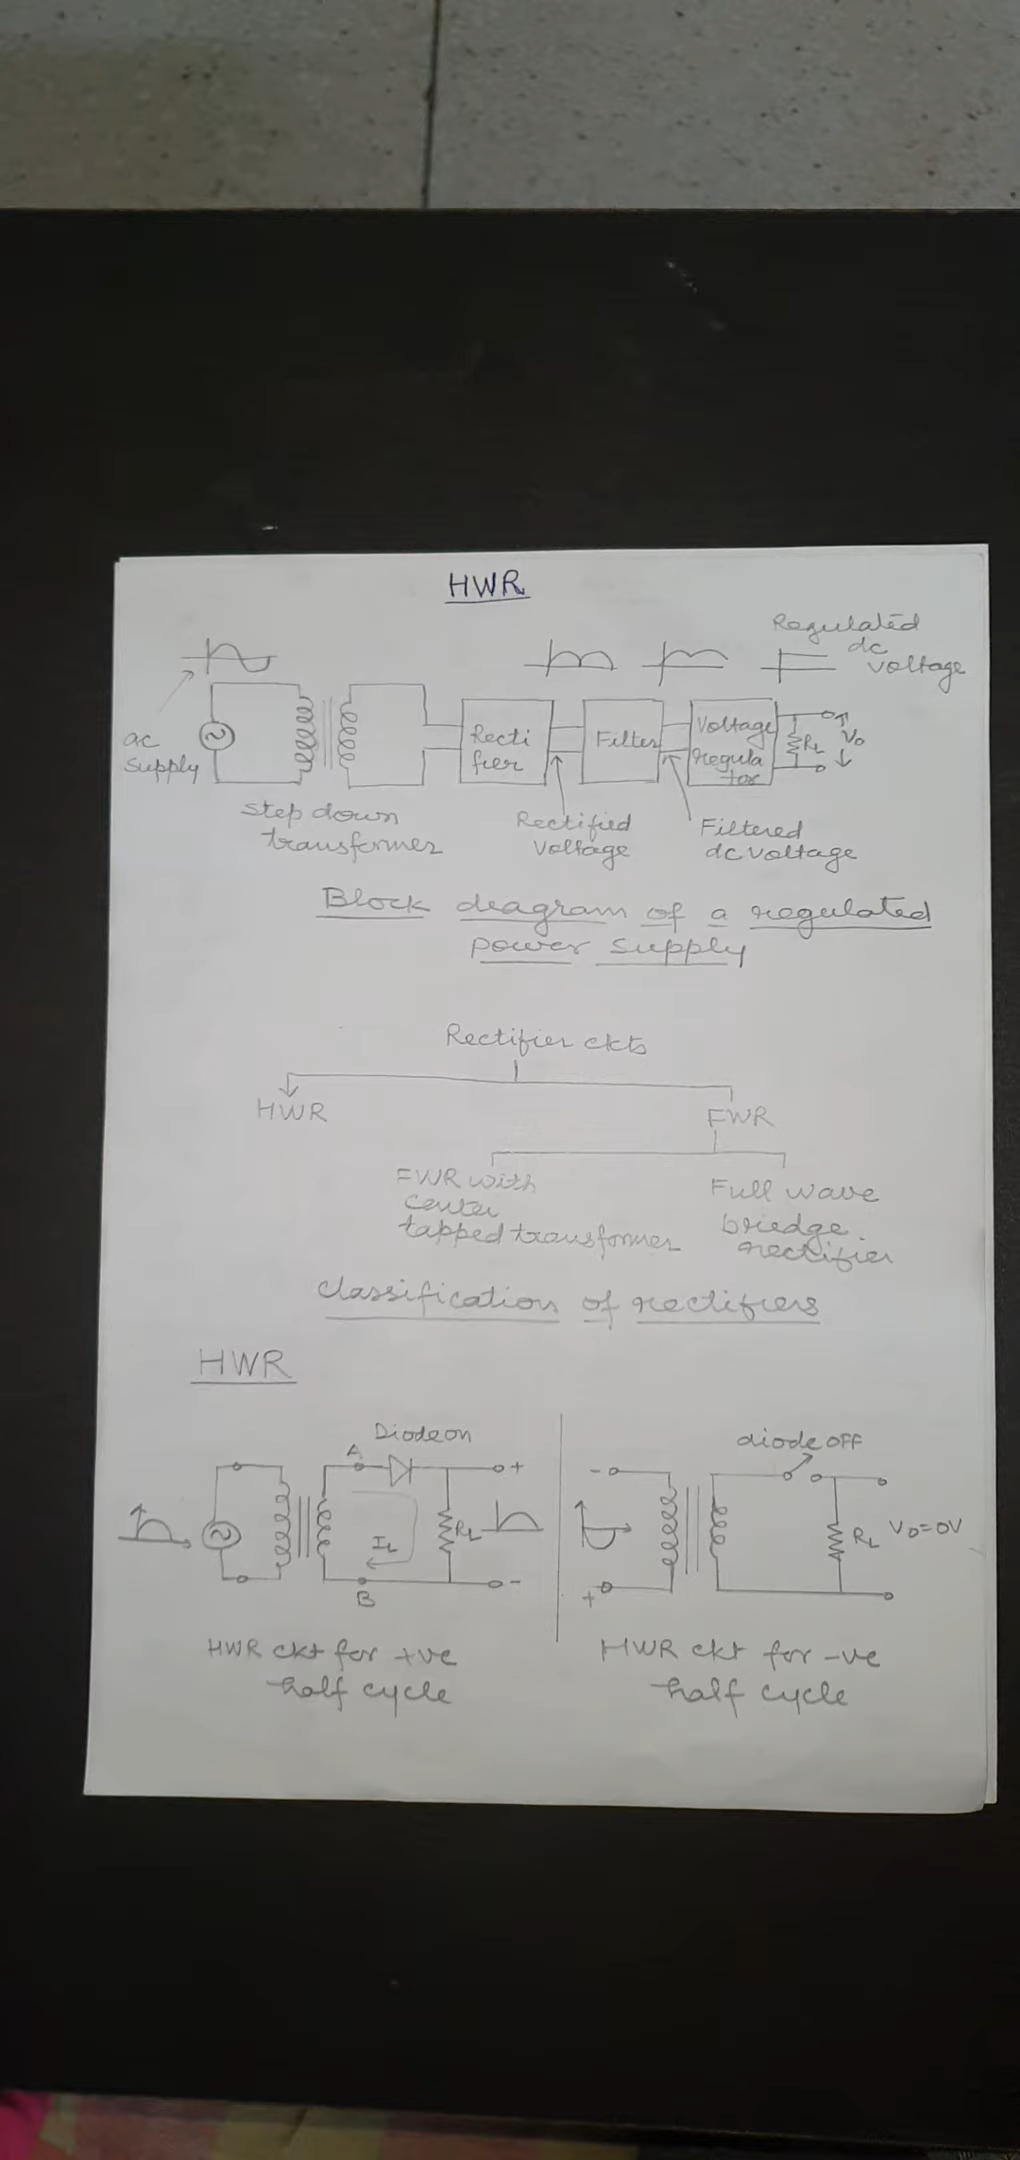 HWR
Regulated
dc
voltage
ac
supply
Recti
fier
Filter
Voltage
regula
tor
RL
Vo
Step down
transformer
Rectified
Voltage
Filtered
dc voltage
Block diagram of a regulated
power supply
Rectifier ckts
HWR
FWR
FWR with
center
tapped transformer
Full wave
bridge
rectifier
Classification of rectifiers
HWR
Diode on
A
+
IL
RL
B
-
HWR ckt for +ve
half cycle
diode OFF
-
+
RL
Vo=0V
HWR ckt for -ve
half cycle